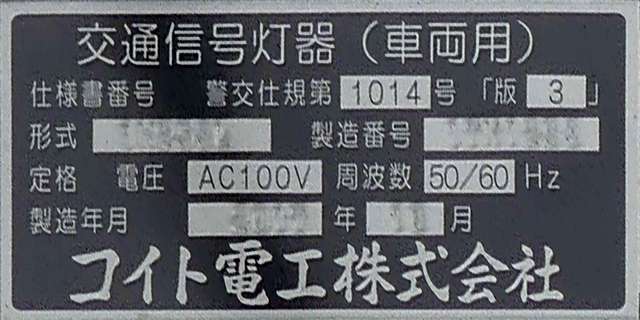 交通信号灯器（車両用）
仕様書番号 警交仕規第 1014 号 「版 3 」
形式 製造番号
定格 電圧 AC100V 周波数 50/60 Hz
製造年月 年 月
コイト電工株式会社